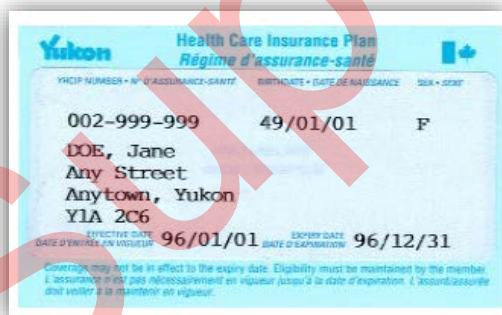 Yukon
Health Care Insurance Plan
Régime d'assurance-santé
YHCIP NUMBER • N° D'ASSURANCE-SANTÉ BIRTHDATE • DATE DE NAISSANCE SEX • SEXE
002-999-999 49/01/01 F
DOE, Jane
Any Street
Anytown, Yukon
Y1A 2C6
EFFECTIVE DATE EXPIRY DATE
DATE D'ENTRÉE EN VIGUEUR 96/01/01 DATE D'EXPIRATION 96/12/31
Coverage may not be in effect to the expiry date. Eligibility must be maintained by the member.
L'assurance n'est pas nécessairement en vigueur jusqu'à la date d'expiration. L'assuré/assurée
doit veiller à la maintenir en vigueur.